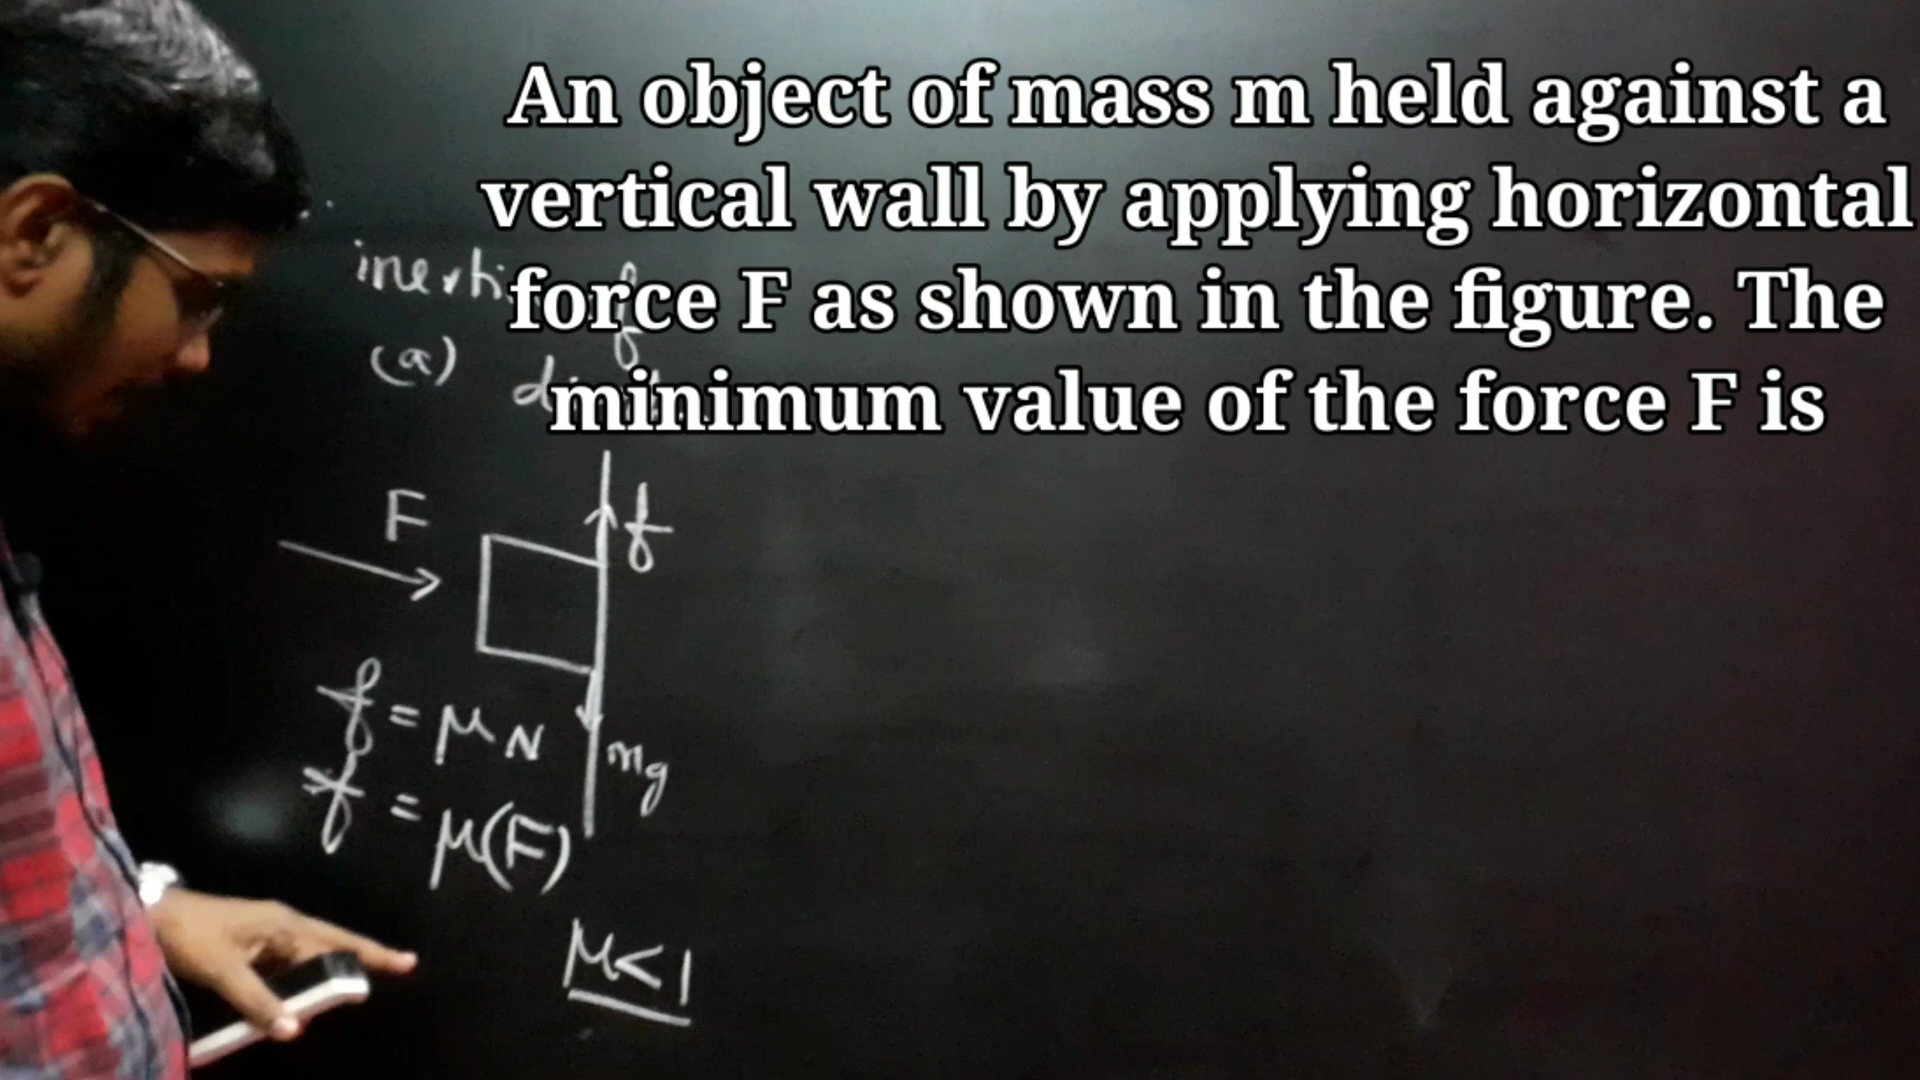 An object of mass m held against a
vertical wall by applying horizontal
force F as shown in the figure. The
minimum value of the force F is
(a)
F
f
f = μN
mg
f = μ(F)
μ<1